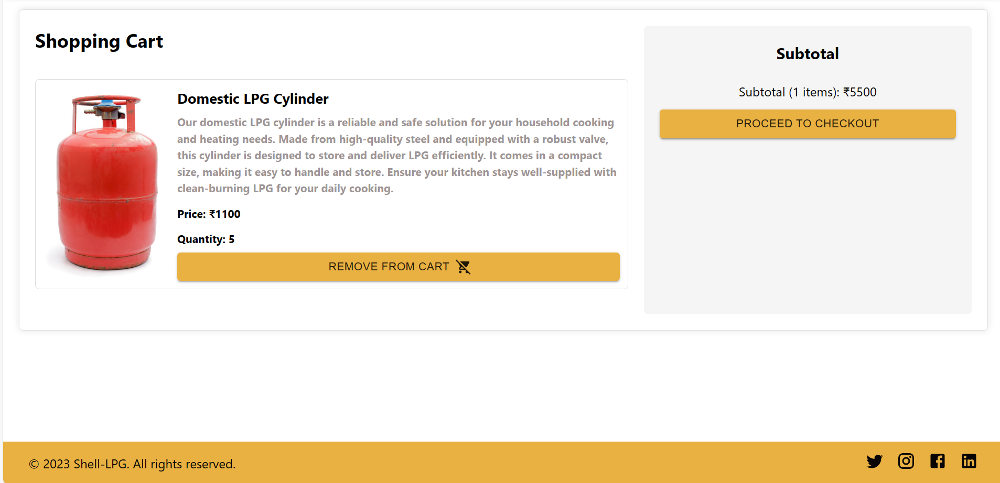 Shopping Cart
Domestic LPG Cylinder
Our domestic LPG cylinder is a reliable and safe solution for your household cooking
and heating needs. Made from high-quality steel and equipped with a robust valve,
this cylinder is designed to store and deliver LPG efficiently. It comes in a compact
size, making it easy to handle and store. Ensure your kitchen stays well-supplied with
clean-burning LPG for your daily cooking.
Price: ₹1100
Quantity: 5
REMOVE FROM CART
Subtotal
Subtotal (1 items): ₹5500
PROCEED TO CHECKOUT
© 2023 Shell-LPG. All rights reserved.